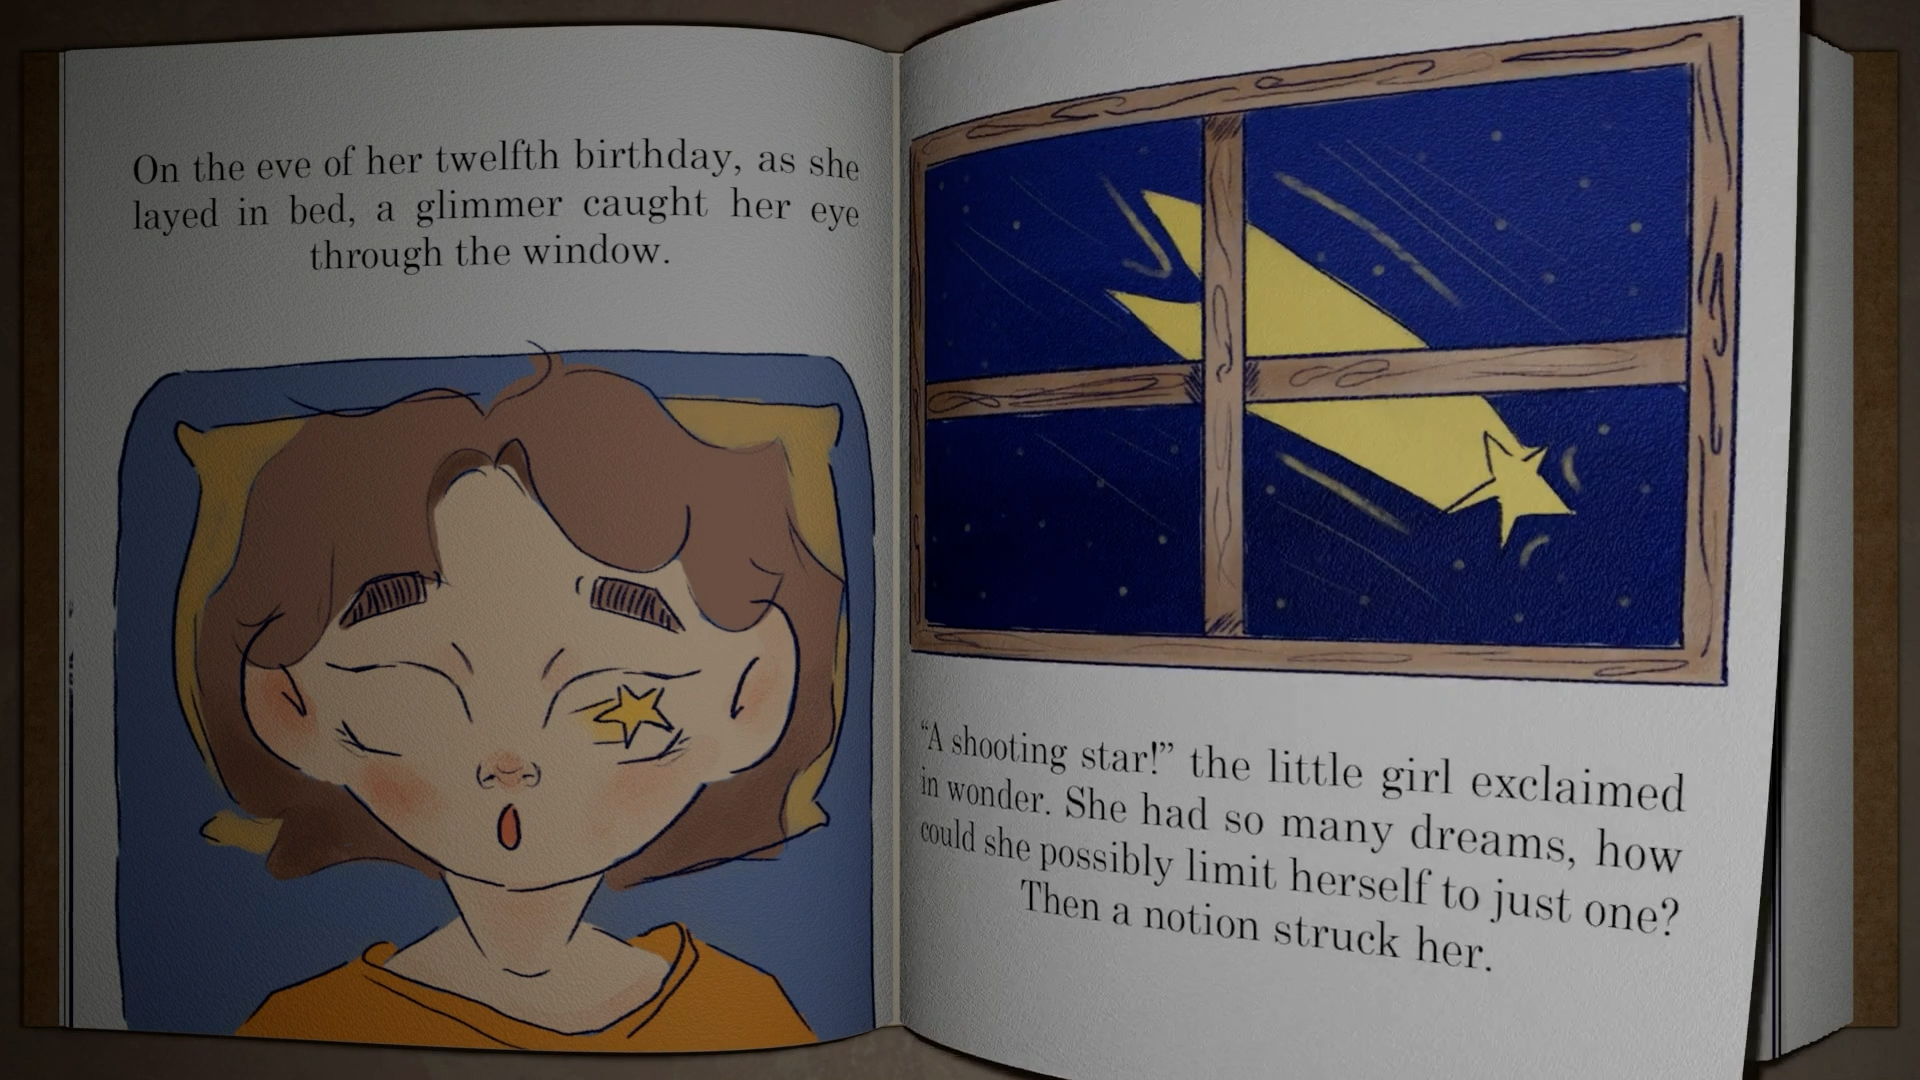 On the eve of her twelfth birthday, as she
layed in bed, a glimmer caught her eye
through the window.
“A shooting star!” the little girl exclaimed
in wonder. She had so many dreams, how
could she possibly limit herself to just one?
Then a notion struck her.